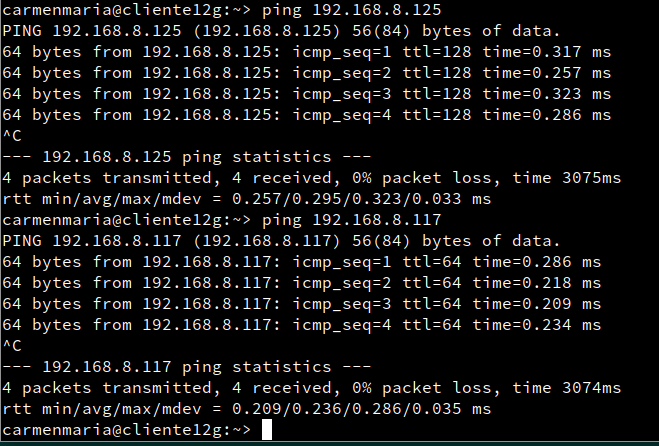 carmenmaria@cliente12g:~> ping 192.168.8.125
PING 192.168.8.125 (192.168.8.125) 56(84) bytes of data.
64 bytes from 192.168.8.125: icmp_seq=1 ttl=128 time=0.317 ms
64 bytes from 192.168.8.125: icmp_seq=2 ttl=128 time=0.257 ms
64 bytes from 192.168.8.125: icmp_seq=3 ttl=128 time=0.323 ms
64 bytes from 192.168.8.125: icmp_seq=4 ttl=128 time=0.286 ms
^C
--- 192.168.8.125 ping statistics ---
4 packets transmitted, 4 received, 0% packet loss, time 3075ms
rtt min/avg/max/mdev = 0.257/0.295/0.323/0.033 ms
carmenmaria@cliente12g:~> ping 192.168.8.117
PING 192.168.8.117 (192.168.8.117) 56(84) bytes of data.
64 bytes from 192.168.8.117: icmp_seq=1 ttl=64 time=0.286 ms
64 bytes from 192.168.8.117: icmp_seq=2 ttl=64 time=0.218 ms
64 bytes from 192.168.8.117: icmp_seq=3 ttl=64 time=0.209 ms
64 bytes from 192.168.8.117: icmp_seq=4 ttl=64 time=0.234 ms
^C
--- 192.168.8.117 ping statistics ---
4 packets transmitted, 4 received, 0% packet loss, time 3074ms
rtt min/avg/max/mdev = 0.209/0.236/0.286/0.035 ms
carmenmaria@cliente12g:~>